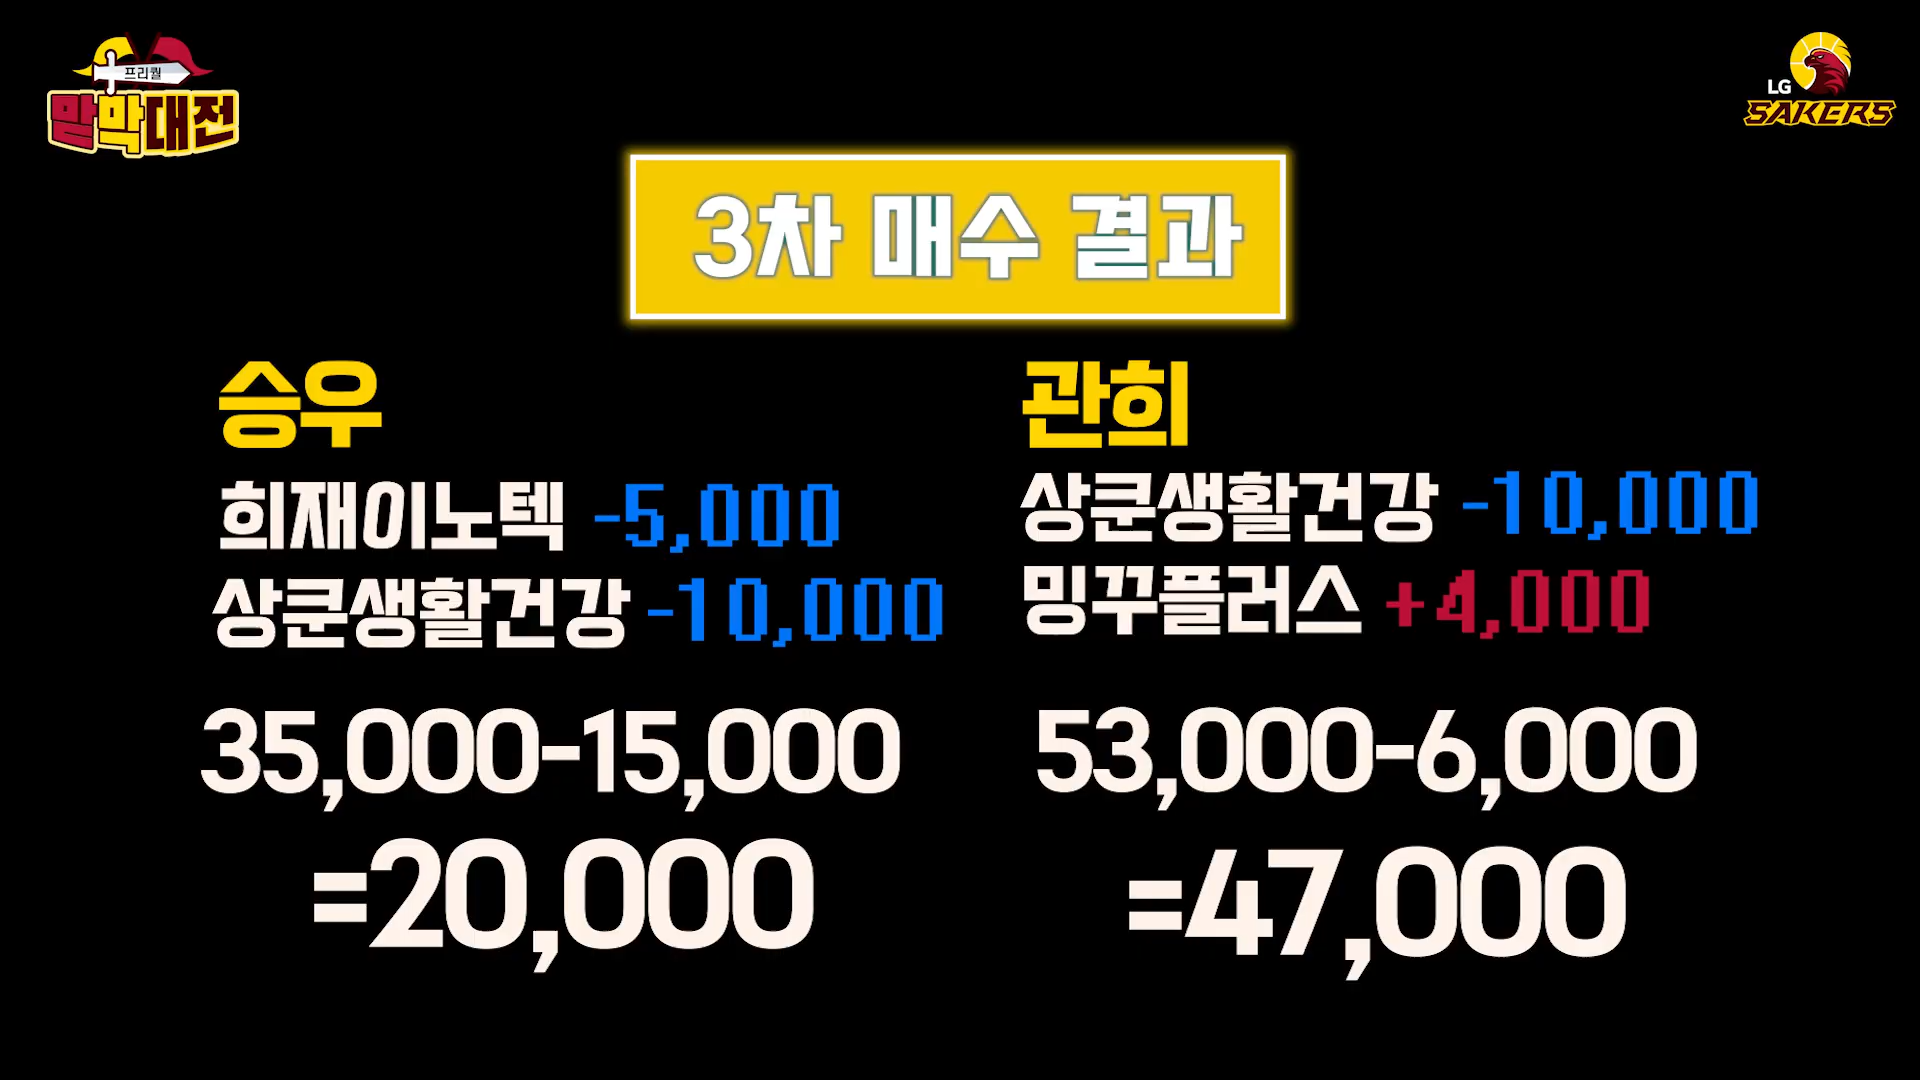 프리퀄
맏막대전
LG
SAKERS
3차 매수 결과
승우
희재이노텍 -5,000
상쿤생활건강 -10,000
35,000-15,000
=20,000
관희
상쿤생활건강 -10,000
밍꾸플러스 +4,000
53,000-6,000
=47,000